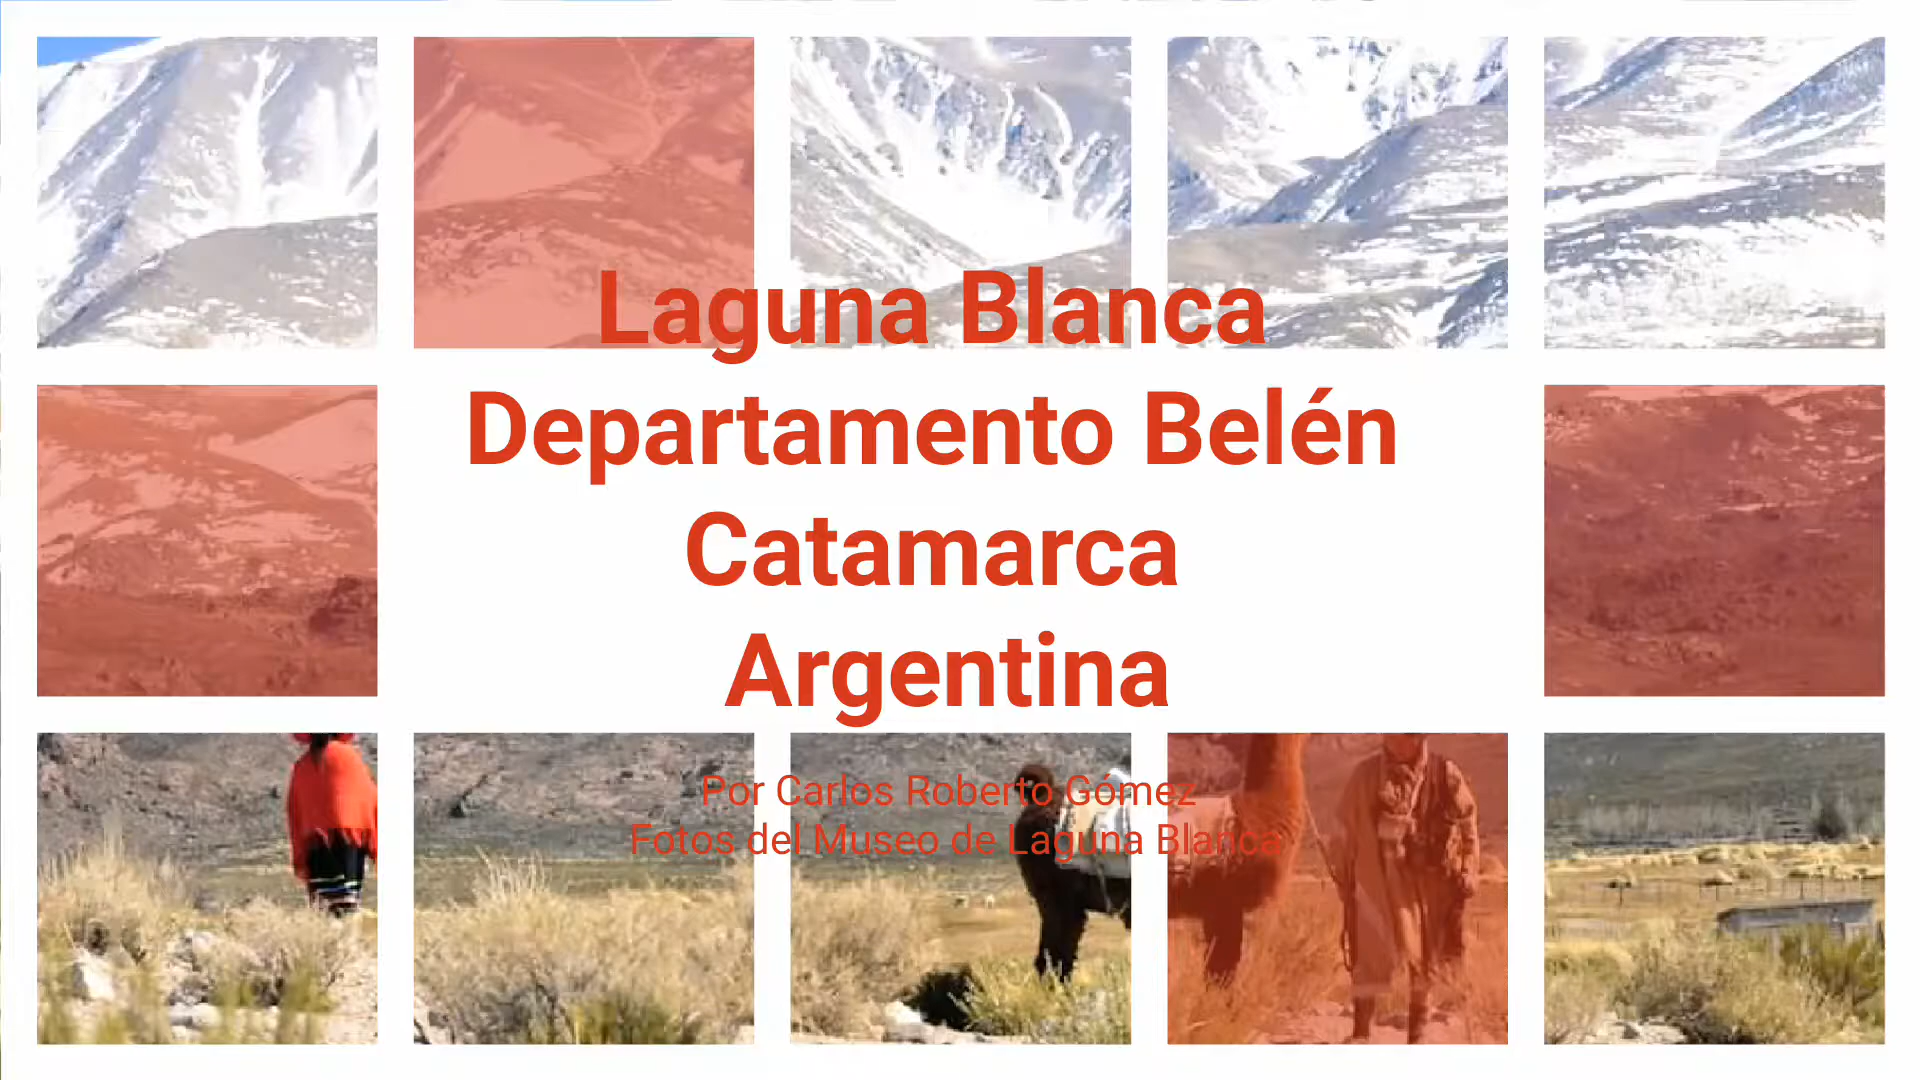 Laguna Blanca
Departamento Belén
Catamarca
Argentina
Por Carlos Roberto Gómez
Fotos del Museo de Laguna Blanca